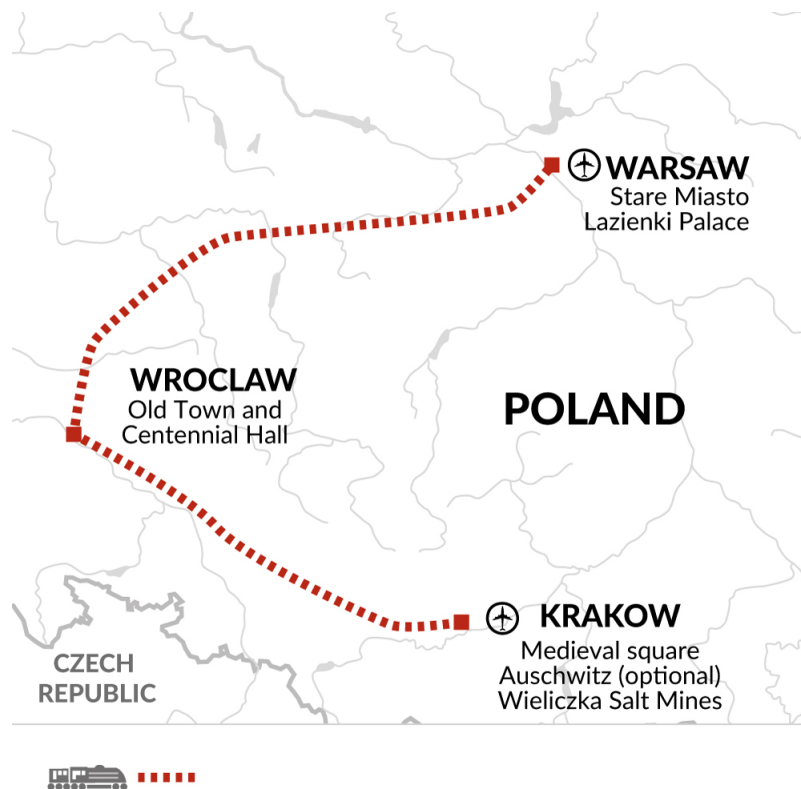 WARSAW
Stare Miasto
Lazienki Palace
WROCLAW
Old Town and
Centennial Hall
POLAND
KRAKOW
Medieval square
Auschwitz (optional)
Wieliczka Salt Mines
CZECH
REPUBLIC